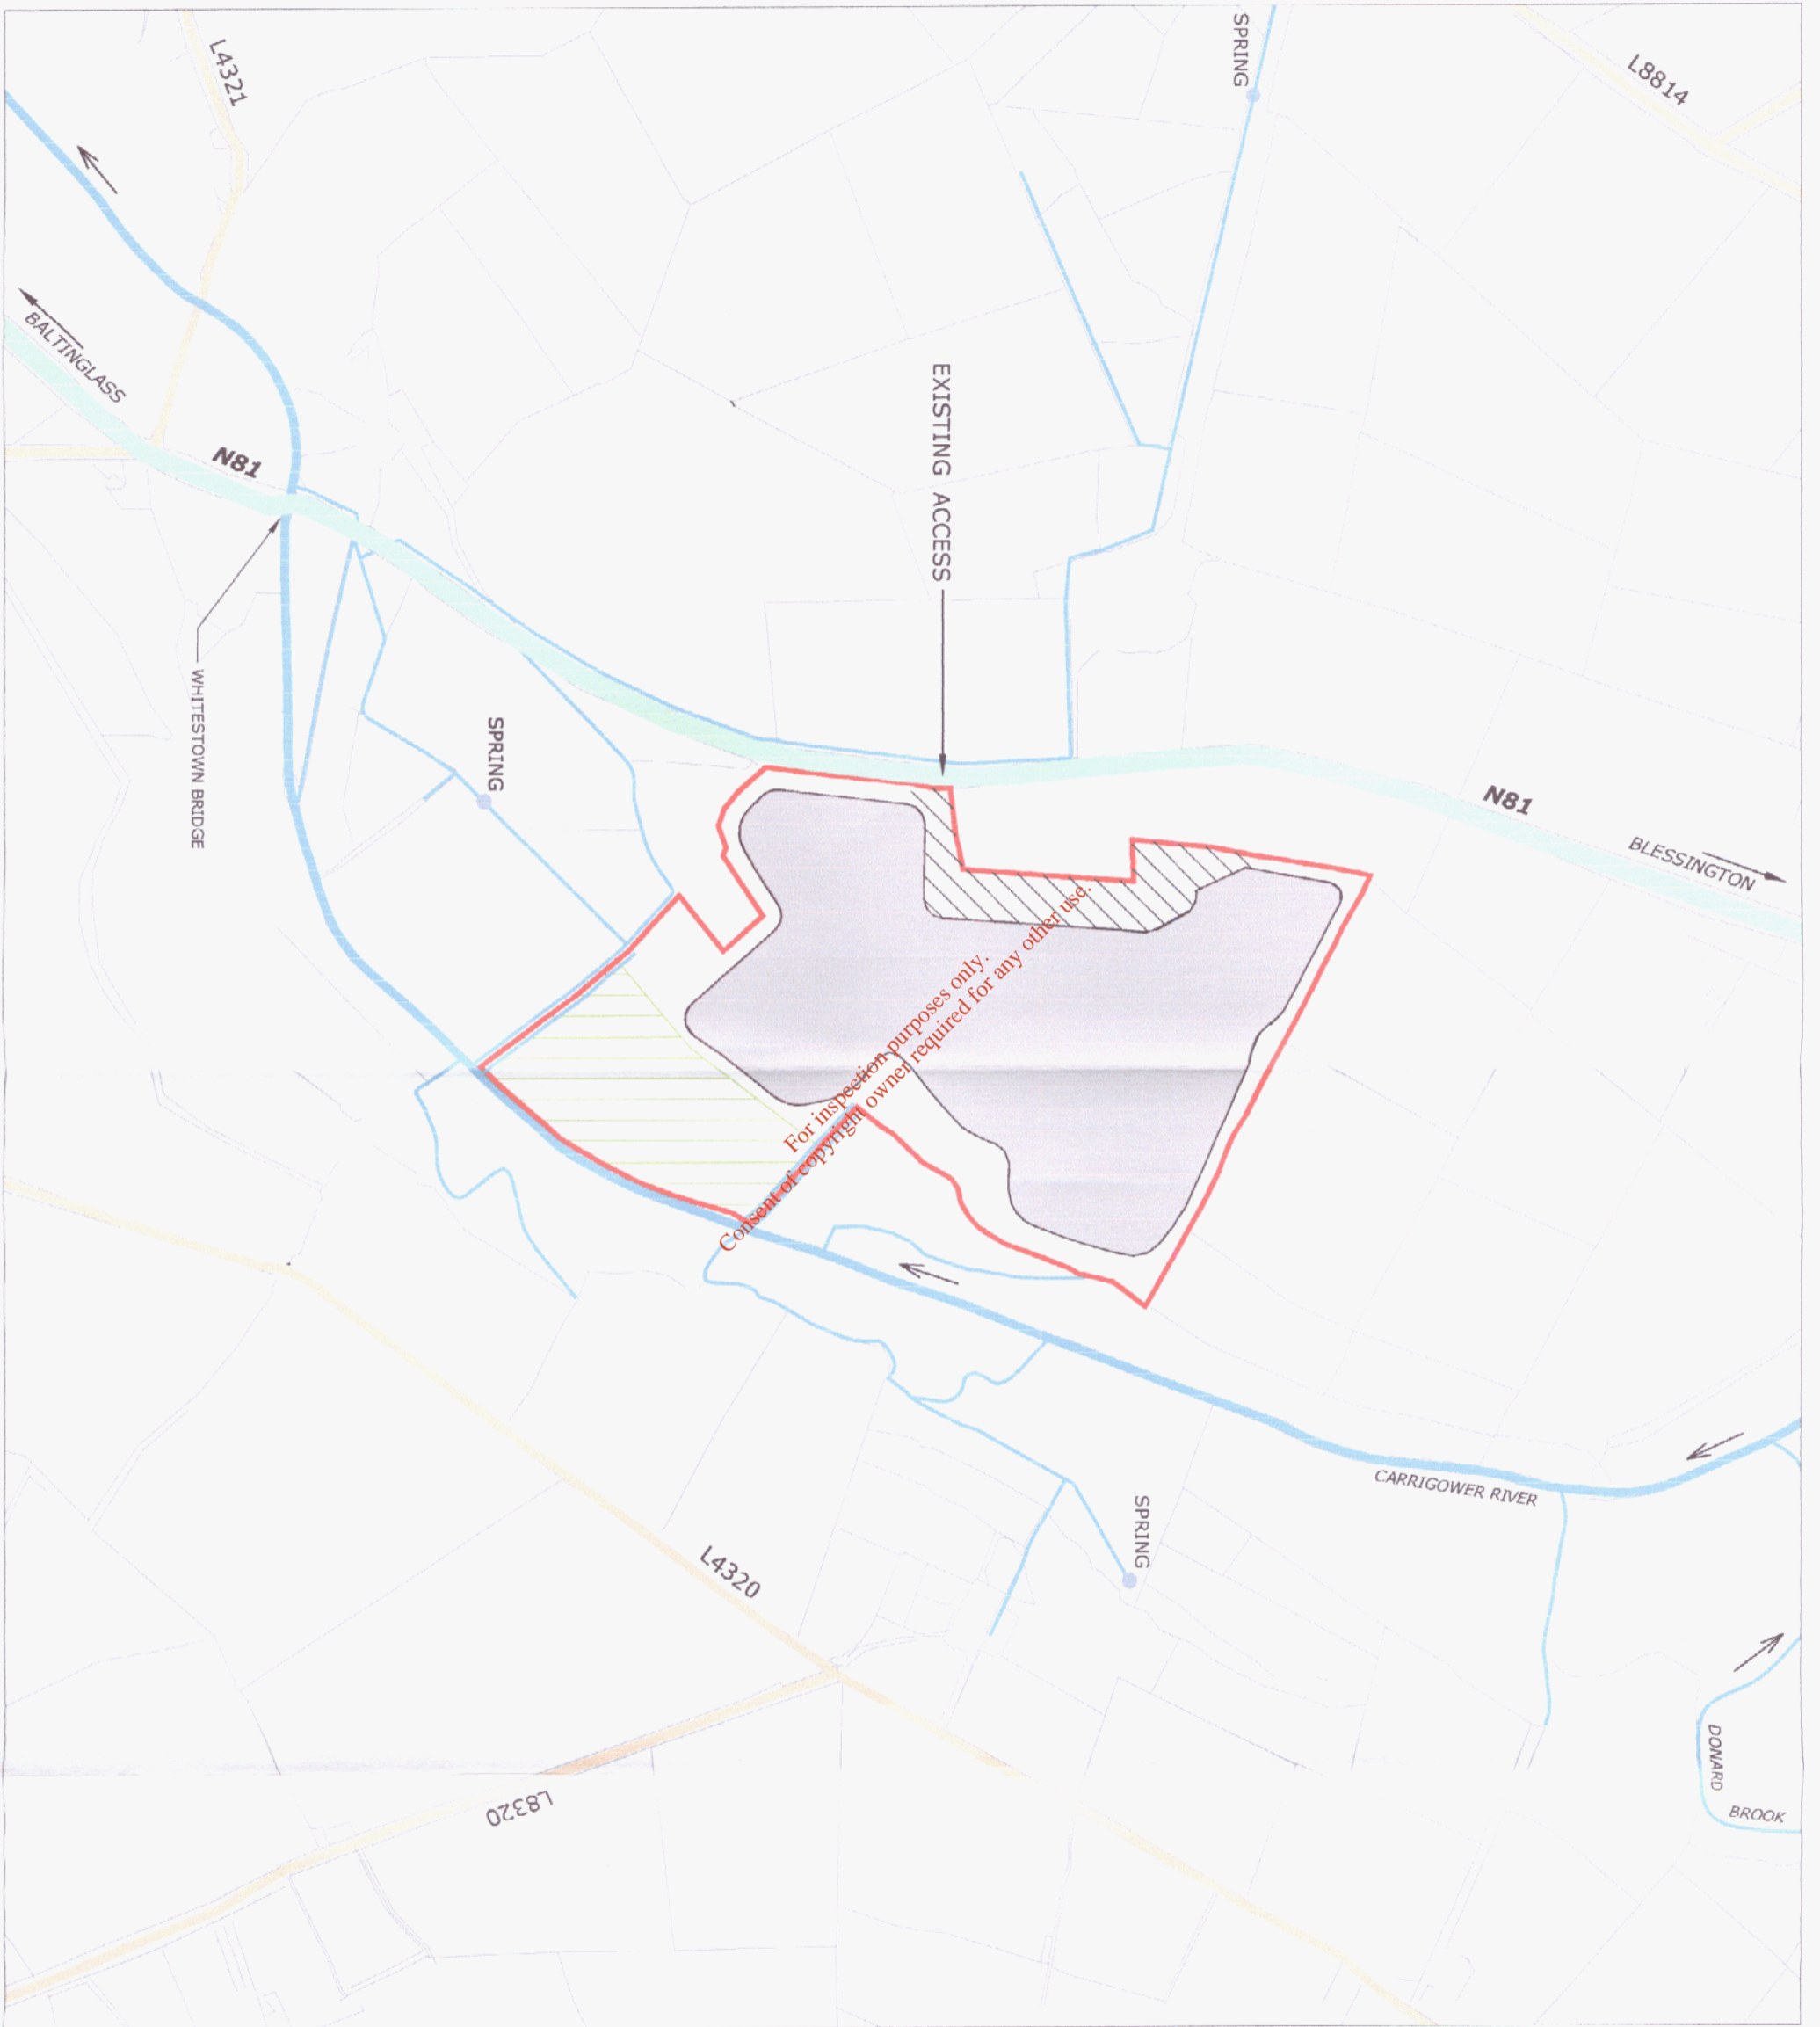 SPRING
L4321
L8814
BALTINGLASS
EXISTING ACCESS
N81
WHITESTOWN BRIDGE
SPRING
N81
BLESSINGTON
For inspection purposes only.
Consent of copyright owner required for any other use.
CARRIGOWER RIVER
SPRING
L4320
DONARD
BROOK
L8320